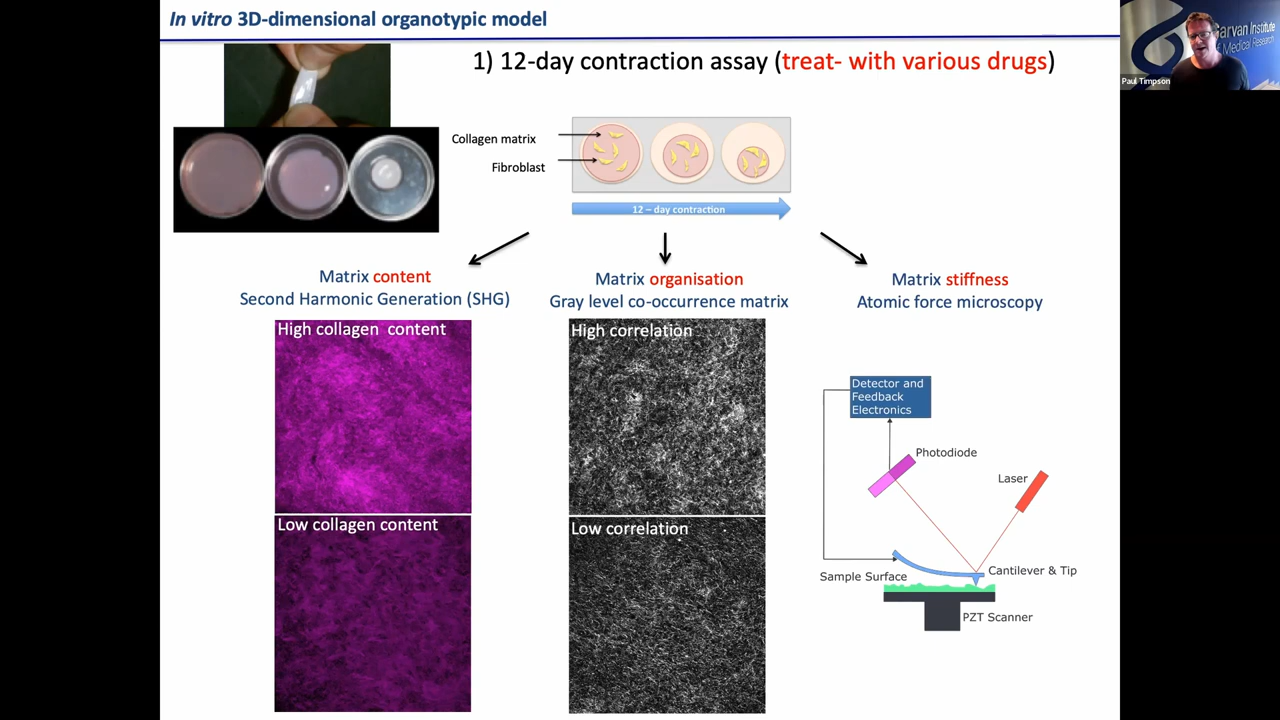 In vitro 3D-dimensional organotypic model
Garvan Institute
of Medical Research
Paul Timpson
1) 12-day contraction assay (treat- with various drugs)
Collagen matrix
Fibroblast
12 – day contraction
Matrix content
Second Harmonic Generation (SHG)
High collagen content
Low collagen content
Matrix organisation
Gray level co-occurrence matrix
High correlation
Low correlation
Matrix stiffness
Atomic force microscopy
Detector and
Feedback
Electronics
Photodiode
Laser
Cantilever & Tip
Sample Surface
PZT Scanner